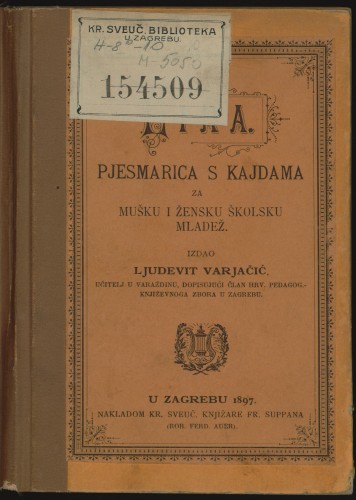 KR. SVEUČ. BIBLIOTEKA
U ZAGREBU.
154509
PJESMARICA S KAJDAMA
ZA
MUŠKU I ŽENSKU ŠKOLSKU
MLADEŽ.
IZDAO
LJUDEVIT VARJAČIĆ,
UČITELJ U VARAŽDINU, DOPISUJUĆI ČLAN HRV. PEDAGOG.-
KNJIŽEVNOGA ZBORA U ZAGREBU.
U ZAGREBU 1897.
NAKLADOM KR. SVEUČ. KNJIŽARE FR. SUPPANA
(ROB. FERD. AUER).